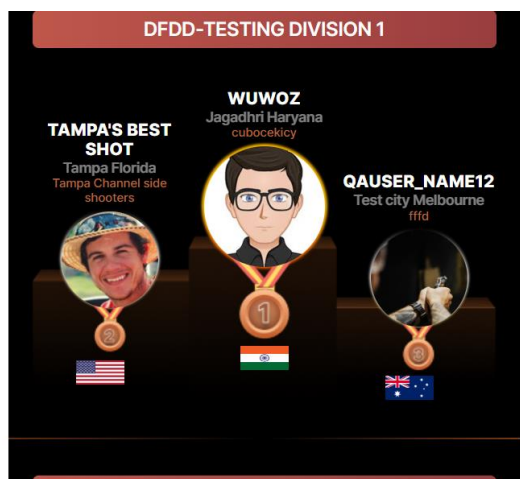 DFDD-TESTING DIVISION 1
WUWOZ
Jagadhri Haryana
cubocekicy
TAMPA'S BEST
SHOT
Tampa Florida
Tampa Channel side
shooters
QAUSER_NAME12
Test city Melbourne
fffd
1
2
3